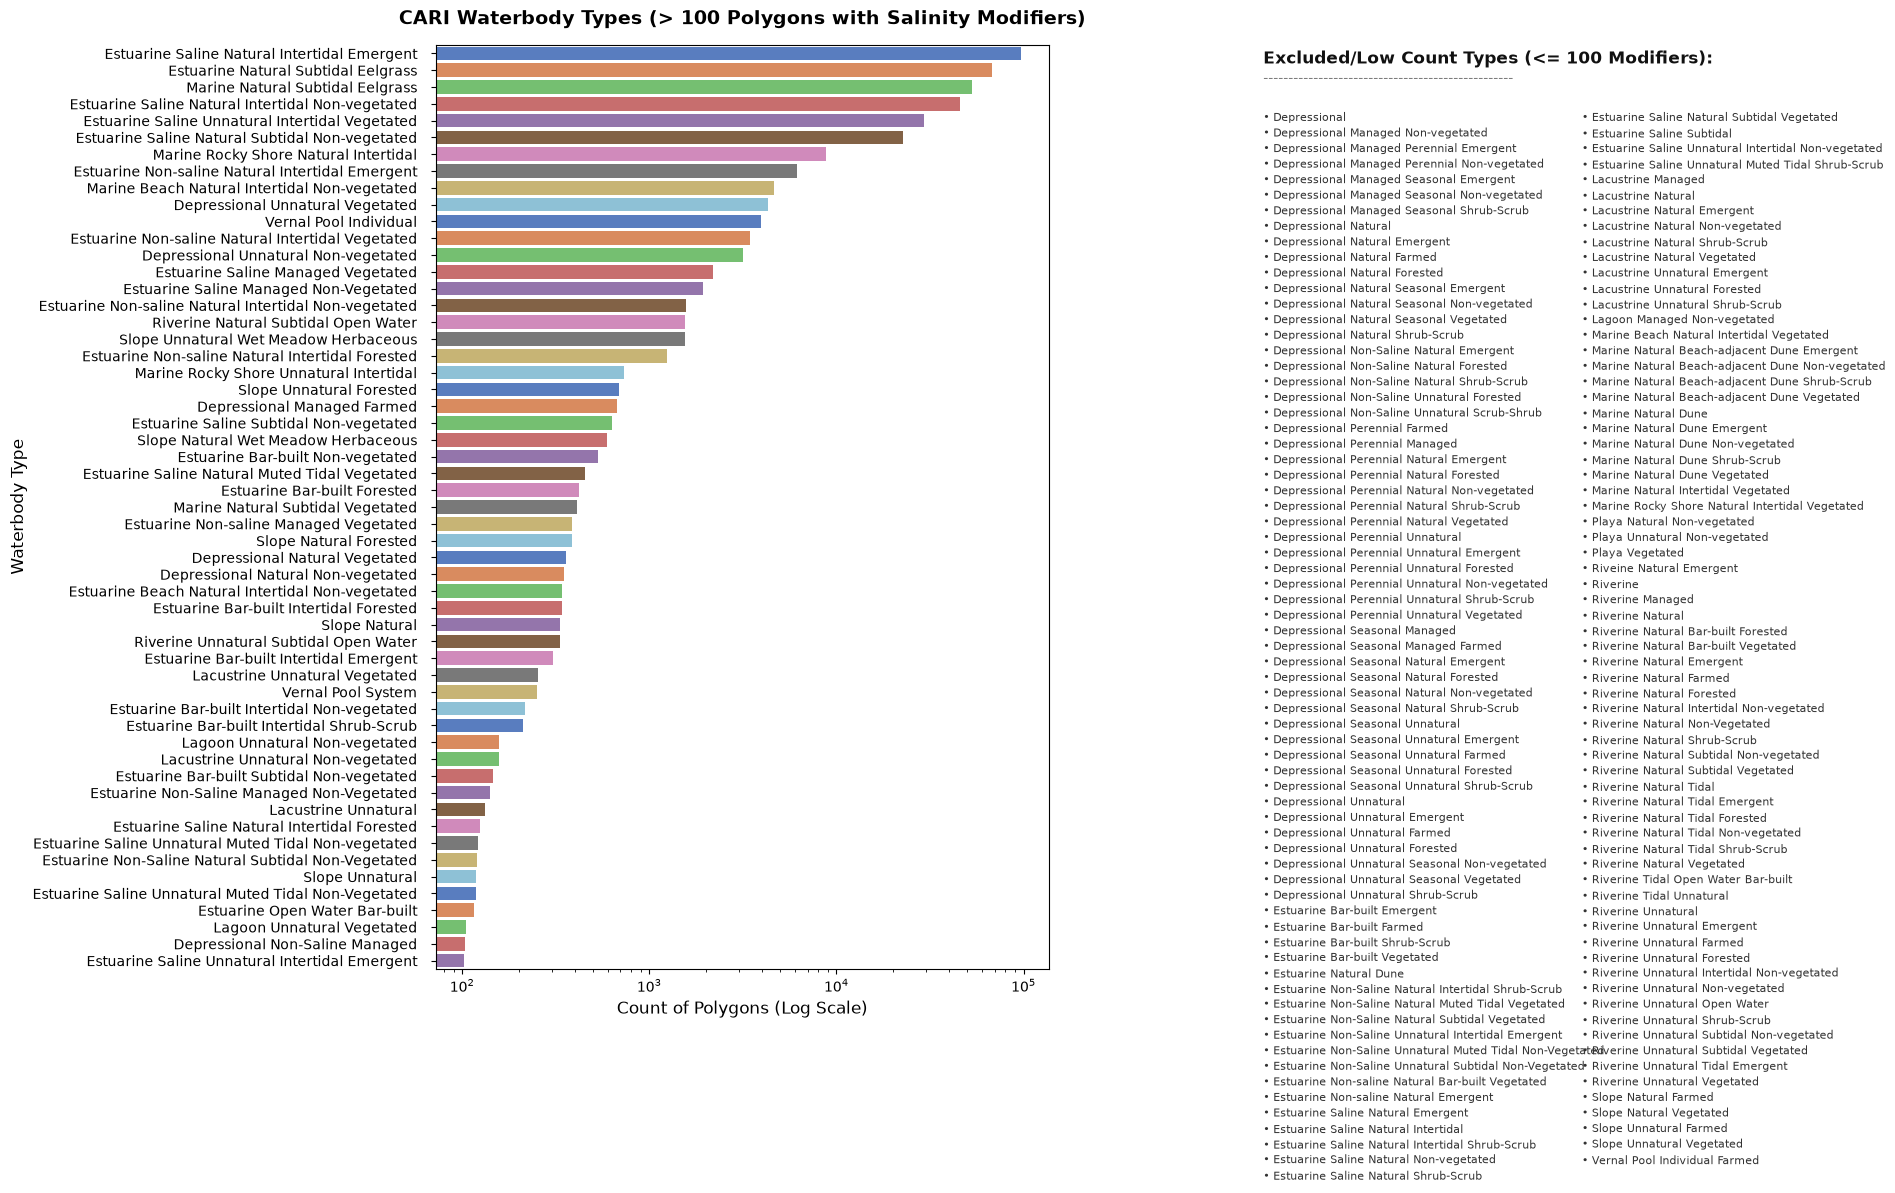 CARI Waterbody Types (> 100 Polygons with Salinity Modifiers)
Waterbody Type
Estuarine Saline Natural Intertidal Emergent
Estuarine Natural Subtidal Eelgrass
Marine Natural Subtidal Eelgrass
Estuarine Saline Natural Intertidal Non-vegetated
Estuarine Saline Unnatural Intertidal Vegetated
Estuarine Saline Natural Subtidal Non-vegetated
Marine Rocky Shore Natural Intertidal
Estuarine Non-saline Natural Intertidal Emergent
Marine Beach Natural Intertidal Non-vegetated
Depressional Unnatural Vegetated
Vernal Pool Individual
Estuarine Non-saline Natural Intertidal Vegetated
Depressional Unnatural Non-vegetated
Estuarine Saline Managed Vegetated
Estuarine Saline Managed Non-Vegetated
Estuarine Non-saline Natural Intertidal Non-vegetated
Riverine Natural Subtidal Open Water
Slope Unnatural Wet Meadow Herbaceous
Estuarine Non-saline Natural Intertidal Forested
Marine Rocky Shore Unnatural Intertidal
Slope Unnatural Forested
Depressional Managed Farmed
Estuarine Saline Subtidal Non-vegetated
Slope Natural Wet Meadow Herbaceous
Estuarine Bar-built Non-vegetated
Estuarine Saline Natural Muted Tidal Vegetated
Estuarine Bar-built Forested
Marine Natural Subtidal Vegetated
Estuarine Non-saline Managed Vegetated
Slope Natural Forested
Depressional Natural Vegetated
Depressional Natural Non-vegetated
Estuarine Beach Natural Intertidal Non-vegetated
Estuarine Bar-built Intertidal Forested
Slope Natural
Riverine Unnatural Subtidal Open Water
Estuarine Bar-built Intertidal Emergent
Lacustrine Unnatural Vegetated
Vernal Pool System
Estuarine Bar-built Intertidal Non-vegetated
Estuarine Bar-built Intertidal Shrub-Scrub
Lagoon Unnatural Non-vegetated
Lacustrine Unnatural Non-vegetated
Estuarine Bar-built Subtidal Non-vegetated
Estuarine Non-Saline Managed Non-Vegetated
Lacustrine Unnatural
Estuarine Saline Natural Intertidal Forested
Estuarine Saline Unnatural Muted Tidal Non-vegetated
Estuarine Non-Saline Natural Subtidal Non-Vegetated
Slope Unnatural
Estuarine Saline Unnatural Muted Tidal Non-Vegetated
Estuarine Open Water Bar-built
Lagoon Unnatural Vegetated
Depressional Non-Saline Managed
Estuarine Saline Unnatural Intertidal Emergent
10² 10³ 10⁴ 10⁵
Count of Polygons (Log Scale)
Excluded/Low Count Types (<= 100 Modifiers):
--------------------------------------------------
• Depressional
• Depressional Managed Non-vegetated
• Depressional Managed Perennial Emergent
• Depressional Managed Perennial Non-vegetated
• Depressional Managed Seasonal Emergent
• Depressional Managed Seasonal Non-vegetated
• Depressional Managed Seasonal Shrub-Scrub
• Depressional Natural
• Depressional Natural Emergent
• Depressional Natural Farmed
• Depressional Natural Forested
• Depressional Natural Seasonal Emergent
• Depressional Natural Seasonal Non-vegetated
• Depressional Natural Seasonal Vegetated
• Depressional Natural Shrub-Scrub
• Depressional Non-Saline Natural Emergent
• Depressional Non-Saline Natural Forested
• Depressional Non-Saline Natural Shrub-Scrub
• Depressional Non-Saline Unnatural Forested
• Depressional Non-Saline Unnatural Scrub-Shrub
• Depressional Perennial Farmed
• Depressional Perennial Managed
• Depressional Perennial Natural Emergent
• Depressional Perennial Natural Forested
• Depressional Perennial Natural Non-vegetated
• Depressional Perennial Natural Shrub-Scrub
• Depressional Perennial Natural Vegetated
• Depressional Perennial Unnatural
• Depressional Perennial Unnatural Emergent
• Depressional Perennial Unnatural Forested
• Depressional Perennial Unnatural Non-vegetated
• Depressional Perennial Unnatural Shrub-Scrub
• Depressional Perennial Unnatural Vegetated
• Depressional Seasonal Managed
• Depressional Seasonal Managed Farmed
• Depressional Seasonal Natural Emergent
• Depressional Seasonal Natural Forested
• Depressional Seasonal Natural Non-vegetated
• Depressional Seasonal Natural Shrub-Scrub
• Depressional Seasonal Unnatural
• Depressional Seasonal Unnatural Emergent
• Depressional Seasonal Unnatural Farmed
• Depressional Seasonal Unnatural Forested
• Depressional Seasonal Unnatural Shrub-Scrub
• Depressional Unnatural
• Depressional Unnatural Emergent
• Depressional Unnatural Farmed
• Depressional Unnatural Forested
• Depressional Unnatural Seasonal Non-vegetated
• Depressional Unnatural Seasonal Vegetated
• Depressional Unnatural Shrub-Scrub
• Estuarine Bar-built Emergent
• Estuarine Bar-built Farmed
• Estuarine Bar-built Shrub-Scrub
• Estuarine Bar-built Vegetated
• Estuarine Natural Dune
• Estuarine Non-Saline Natural Intertidal Shrub-Scrub
• Estuarine Non-Saline Natural Muted Tidal Vegetated
• Estuarine Non-Saline Natural Subtidal Vegetated
• Estuarine Non-Saline Unnatural Intertidal Emergent
• Estuarine Non-Saline Unnatural Muted Tidal Non-Vegetated
• Estuarine Non-Saline Unnatural Subtidal Non-Vegetated
• Estuarine Non-saline Natural Bar-built Vegetated
• Estuarine Non-saline Natural Emergent
• Estuarine Saline Natural Emergent
• Estuarine Saline Natural Intertidal
• Estuarine Saline Natural Intertidal Shrub-Scrub
• Estuarine Saline Natural Non-vegetated
• Estuarine Saline Natural Shrub-Scrub
• Estuarine Saline Natural Subtidal Vegetated
• Estuarine Saline Subtidal
• Estuarine Saline Unnatural Intertidal Non-vegetated
• Estuarine Saline Unnatural Muted Tidal Shrub-Scrub
• Lacustrine Managed
• Lacustrine Natural
• Lacustrine Natural Emergent
• Lacustrine Natural Non-vegetated
• Lacustrine Natural Shrub-Scrub
• Lacustrine Natural Vegetated
• Lacustrine Unnatural Emergent
• Lacustrine Unnatural Forested
• Lacustrine Unnatural Shrub-Scrub
• Lagoon Managed Non-vegetated
• Marine Beach Natural Intertidal Vegetated
• Marine Natural Beach-adjacent Dune Emergent
• Marine Natural Beach-adjacent Dune Non-vegetated
• Marine Natural Beach-adjacent Dune Shrub-Scrub
• Marine Natural Beach-adjacent Dune Vegetated
• Marine Natural Dune
• Marine Natural Dune Emergent
• Marine Natural Dune Non-vegetated
• Marine Natural Dune Shrub-Scrub
• Marine Natural Dune Vegetated
• Marine Natural Intertidal Vegetated
• Marine Rocky Shore Natural Intertidal Vegetated
• Playa Natural Non-vegetated
• Playa Unnatural Non-vegetated
• Playa Vegetated
• Riveine Natural Emergent
• Riverine
• Riverine Managed
• Riverine Natural
• Riverine Natural Bar-built Forested
• Riverine Natural Bar-built Vegetated
• Riverine Natural Emergent
• Riverine Natural Farmed
• Riverine Natural Forested
• Riverine Natural Intertidal Non-vegetated
• Riverine Natural Non-Vegetated
• Riverine Natural Shrub-Scrub
• Riverine Natural Subtidal Non-vegetated
• Riverine Natural Subtidal Vegetated
• Riverine Natural Tidal
• Riverine Natural Tidal Emergent
• Riverine Natural Tidal Forested
• Riverine Natural Tidal Non-vegetated
• Riverine Natural Tidal Shrub-Scrub
• Riverine Natural Vegetated
• Riverine Tidal Open Water Bar-built
• Riverine Tidal Unnatural
• Riverine Unnatural
• Riverine Unnatural Emergent
• Riverine Unnatural Farmed
• Riverine Unnatural Forested
• Riverine Unnatural Intertidal Non-vegetated
• Riverine Unnatural Non-vegetated
• Riverine Unnatural Open Water
• Riverine Unnatural Shrub-Scrub
• Riverine Unnatural Subtidal Non-vegetated
• Riverine Unnatural Subtidal Vegetated
• Riverine Unnatural Tidal Emergent
• Riverine Unnatural Vegetated
• Slope Natural Farmed
• Slope Natural Vegetated
• Slope Unnatural Farmed
• Slope Unnatural Vegetated
• Vernal Pool Individual Farmed